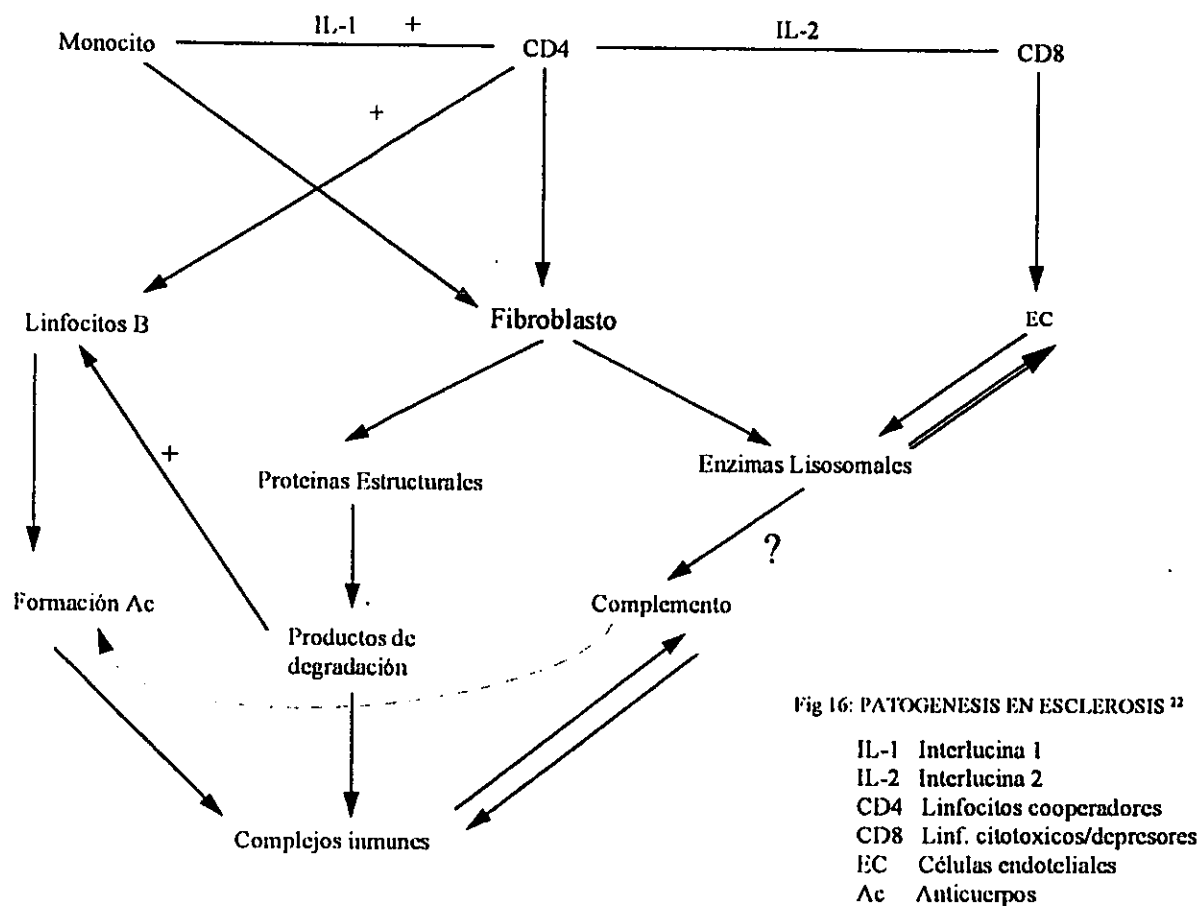 IL-1 +
IL-2
Monocito
CD4
CD8
+
Linfocitos B
Fibroblasto
EC
+
Proteinas Estructurales
Enzimas Lisosomales
?
Formación Ac
Productos de
degradación
Complemento
Complejos inmunes
Fig 16: PATOGENESIS EN ESCLEROSIS 22
IL-1 Interlucina 1
IL-2 Interlucina 2
CD4 Linfocitos cooperadores
CD8 Linf. citotoxicos/depresores
EC Células endoteliales
Ac Anticuerpos